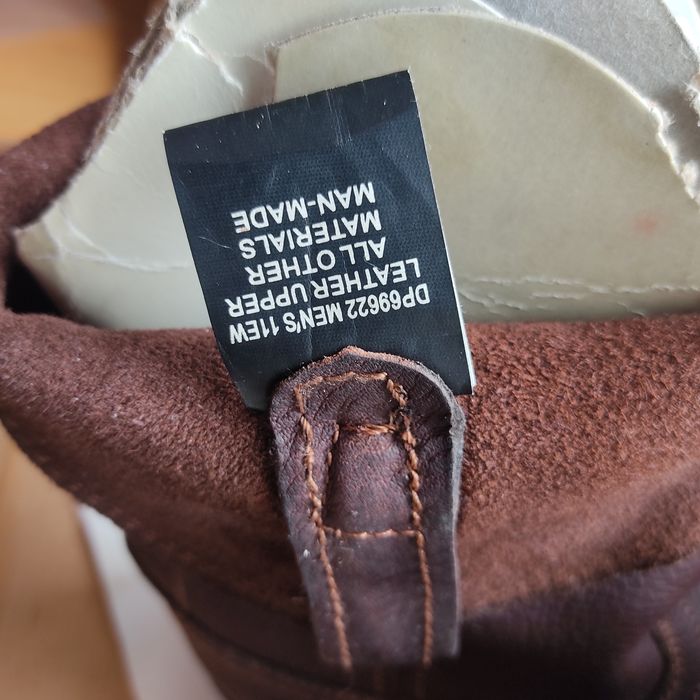 DP69622 MEN'S 11EW
LEATHER UPPER
ALL OTHER
MATERIALS
MAN-MADE